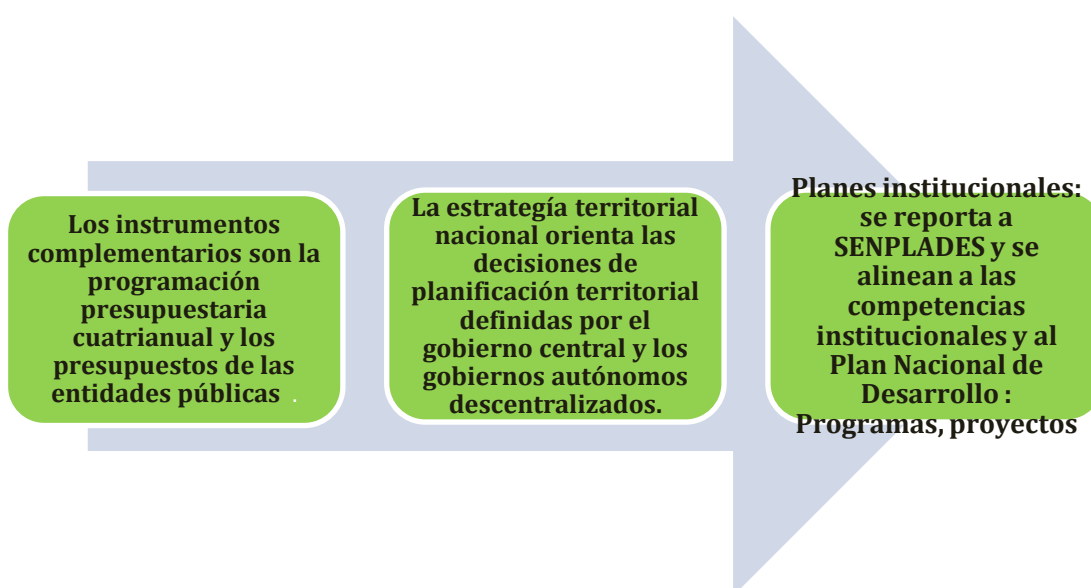 Los instrumentos
complementarios son la
programación
presupuestaria
cuatrianual y los
presupuestos de las
entidades públicas .
La estrategía territorial
nacional orienta las
decisiones de
planificación territorial
definidas por el
gobierno central y los
gobiernos autónomos
descentralizados.
Planes institucionales:
se reporta a
SENPLADES y se
alinean a las
competencias
institucionales y al
Plan Nacional de
Desarrollo :
Programas, proyectos